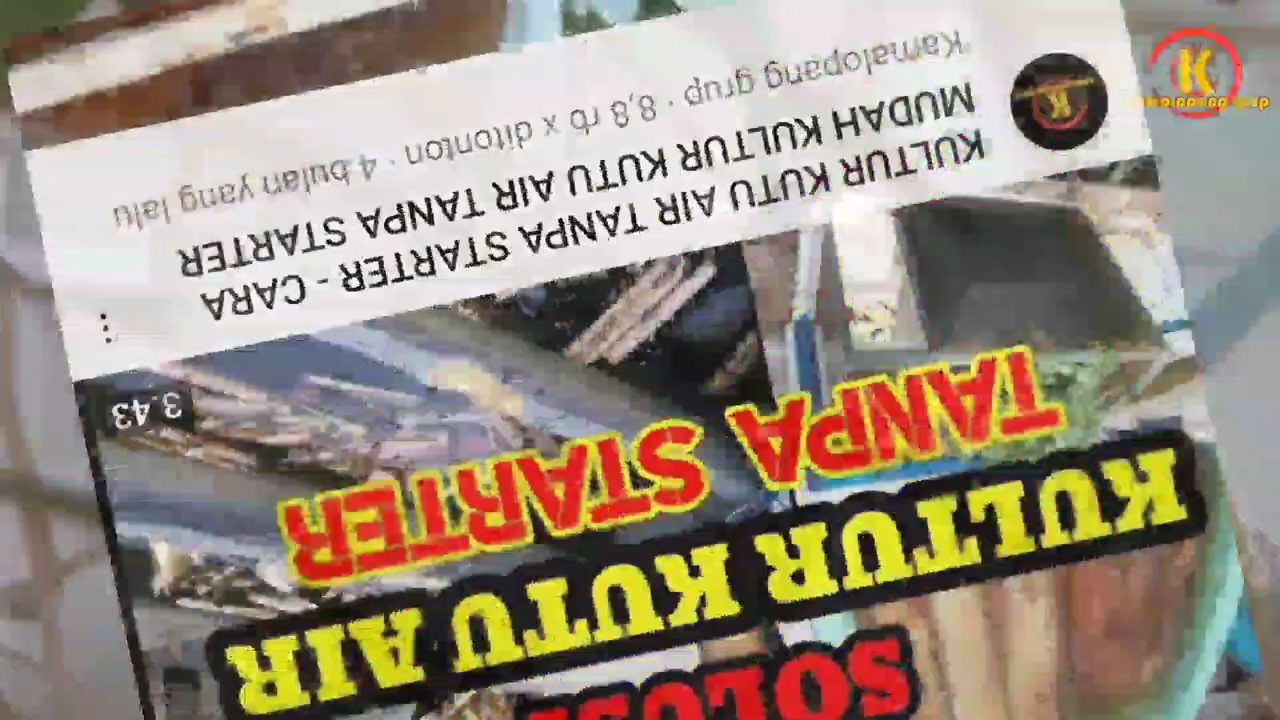 SOLUSI
KULTUR KUTU AIR
TANPA STARTER
3.43
KULTUR KUTU AIR TANPA STARTER - CARA
MUDAH KULTUR KUTU AIR TANPA STARTER
Kamalopang grup · 8,8 rb x ditonton · 4 bulan yang lalu
K